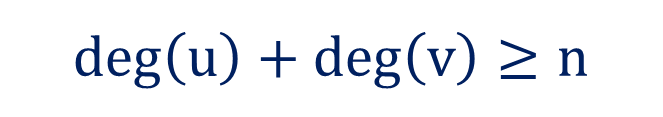 deg(u) + deg(v) ≥ n